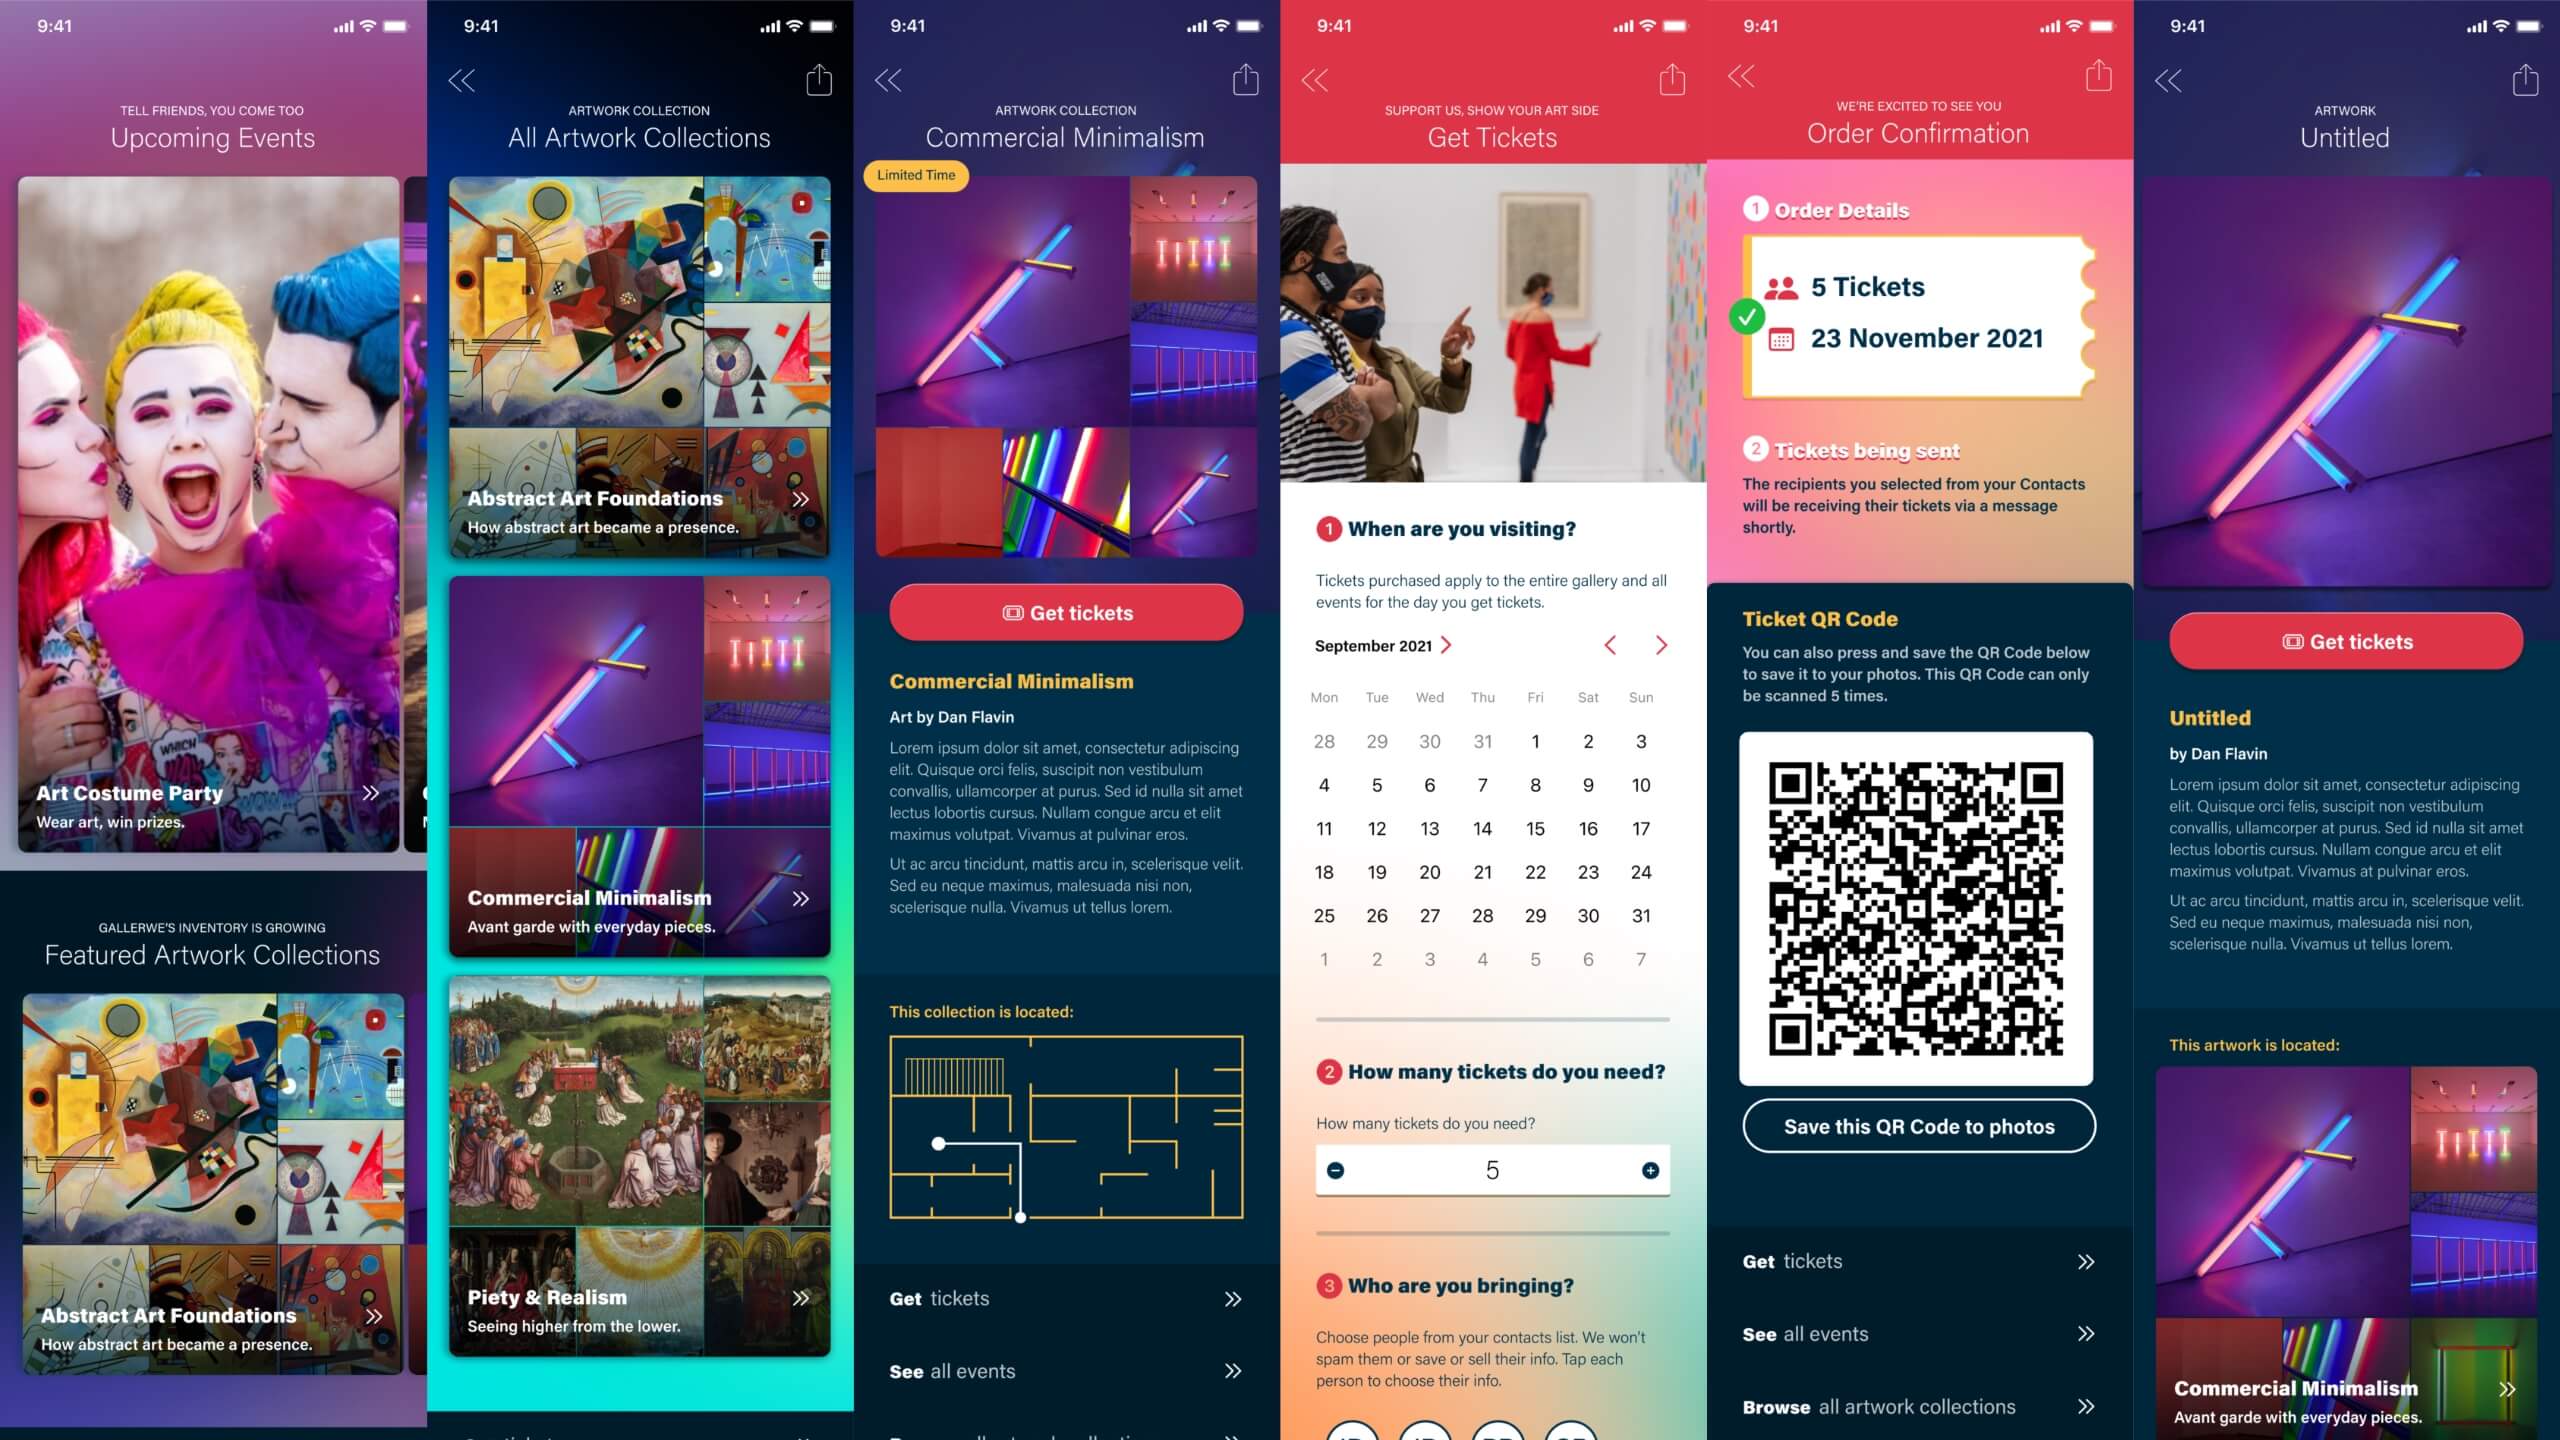 9:41
TELL FRIENDS, YOU COME TOO
Upcoming Events
WHICH
WAS
WOW!
Art Costume Party
Wear art, win prizes.
GALLERWE'S INVENTORY IS GROWING
Featured Artwork Collections
Abstract Art Foundations
How abstract art became a presence.
9:41
ARTWORK COLLECTION
All Artwork Collections
Abstract Art Foundations
How abstract art became a presence.
Commercial Minimalism
Avant garde with everyday pieces.
Piety & Realism
Seeing higher from the lower.
9:41
ARTWORK COLLECTION
Commercial Minimalism
Limited Time
Get tickets
Commercial Minimalism
Art by Dan Flavin
Lorem ipsum dolor sit amet, consectetur adipiscing
elit. Quisque orci felis, suscipit non vestibulum
convallis, ullamcorper at purus. Sed id nulla sit amet
lectus lobortis cursus. Nullam congue arcu et elit
maximus volutpat. Vivamus at pulvinar eros.
Ut ac arcu tincidunt, mattis arcu in, scelerisque velit.
Sed eu neque maximus, malesuada nisi non,
scelerisque nulla. Vivamus ut tellus lorem.
This collection is located:
Get tickets
See all events
9:41
SUPPORT US, SHOW YOUR ART SIDE
Get Tickets
1 When are you visiting?
Tickets purchased apply to the entire gallery and all
events for the day you get tickets.
September 2021
Mon Tue Wed Thu Fri Sat Sun
28 29 30 31 1 2 3
4 5 6 7 8 9 10
11 12 13 14 15 16 17
18 19 20 21 22 23 24
25 26 27 28 29 30 31
1 2 3 4 5 6 7
2 How many tickets do you need?
How many tickets do you need?
5
3 Who are you bringing?
Choose people from your contacts list. We won't
spam them or save or sell their info. Tap each
person to choose their info.
9:41
WE'RE EXCITED TO SEE YOU
Order Confirmation
1 Order Details
5 Tickets
23 November 2021
2 Tickets being sent
The recipients you selected from your Contacts
will be receiving their tickets via a message
shortly.
Ticket QR Code
You can also press and save the QR Code below
to save it to your photos. This QR Code can only
be scanned 5 times.
Save this QR Code to photos
Get tickets
See all events
Browse all artwork collections
9:41
ARTWORK
Untitled
Get tickets
Untitled
by Dan Flavin
Lorem ipsum dolor sit amet, consectetur adipiscing
elit. Quisque orci felis, suscipit non vestibulum
convallis, ullamcorper at purus. Sed id nulla sit amet
lectus lobortis cursus. Nullam congue arcu et elit
maximus volutpat. Vivamus at pulvinar eros.
Ut ac arcu tincidunt, mattis arcu in, scelerisque velit.
Sed eu neque maximus, malesuada nisi non,
scelerisque nulla. Vivamus ut tellus lorem.
This artwork is located:
Commercial Minimalism
Avant garde with everyday pieces.